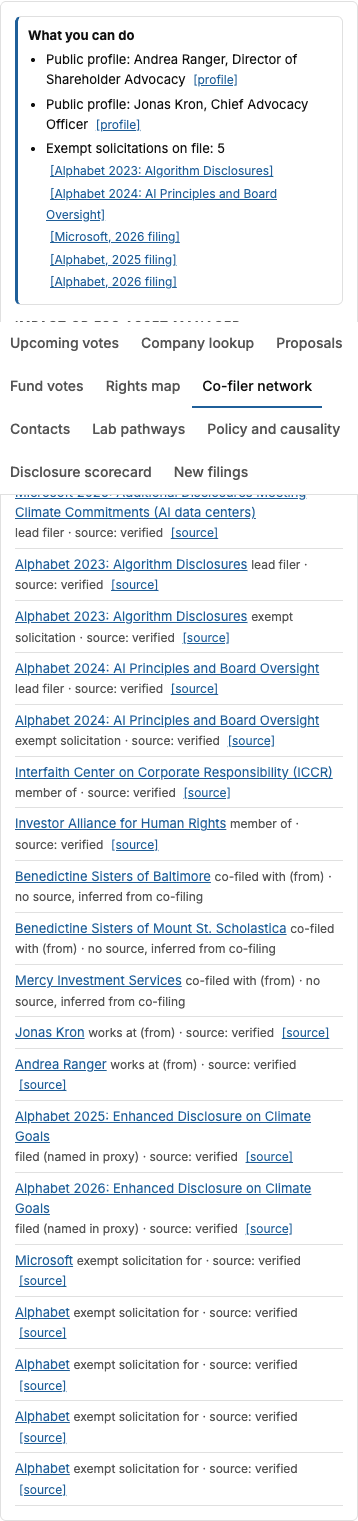 What you can do
Public profile: Andrea Ranger, Director of
Shareholder Advocacy [profile]
Public profile: Jonas Kron, Chief Advocacy
Officer [profile]
Exempt solicitations on file: 5
[Alphabet 2023: Algorithm Disclosures]
[Alphabet 2024: AI Principles and Board
Oversight]
[Microsoft, 2026 filing]
[Alphabet, 2025 filing]
[Alphabet, 2026 filing]
Upcoming votes Company lookup Proposals
Fund votes Rights map Co-filer network
Contacts Lab pathways Policy and causality
Disclosure scorecard New filings
Climate Commitments (AI data centers)
lead filer · source: verified [source]
Alphabet 2023: Algorithm Disclosures lead filer ·
source: verified [source]
Alphabet 2023: Algorithm Disclosures exempt
solicitation · source: verified [source]
Alphabet 2024: AI Principles and Board Oversight
lead filer · source: verified [source]
Alphabet 2024: AI Principles and Board Oversight
exempt solicitation · source: verified [source]
Interfaith Center on Corporate Responsibility (ICCR)
member of · source: verified [source]
Investor Alliance for Human Rights member of ·
source: verified [source]
Benedictine Sisters of Baltimore co-filed with (from) ·
no source, inferred from co-filing
Benedictine Sisters of Mount St. Scholastica co-filed
with (from) · no source, inferred from co-filing
Mercy Investment Services co-filed with (from) · no
source, inferred from co-filing
Jonas Kron works at (from) · source: verified [source]
Andrea Ranger works at (from) · source: verified
[source]
Alphabet 2025: Enhanced Disclosure on Climate
Goals
filed (named in proxy) · source: verified [source]
Alphabet 2026: Enhanced Disclosure on Climate
Goals
filed (named in proxy) · source: verified [source]
Microsoft exempt solicitation for · source: verified
[source]
Alphabet exempt solicitation for · source: verified
[source]
Alphabet exempt solicitation for · source: verified
[source]
Alphabet exempt solicitation for · source: verified
[source]
Alphabet exempt solicitation for · source: verified
[source]